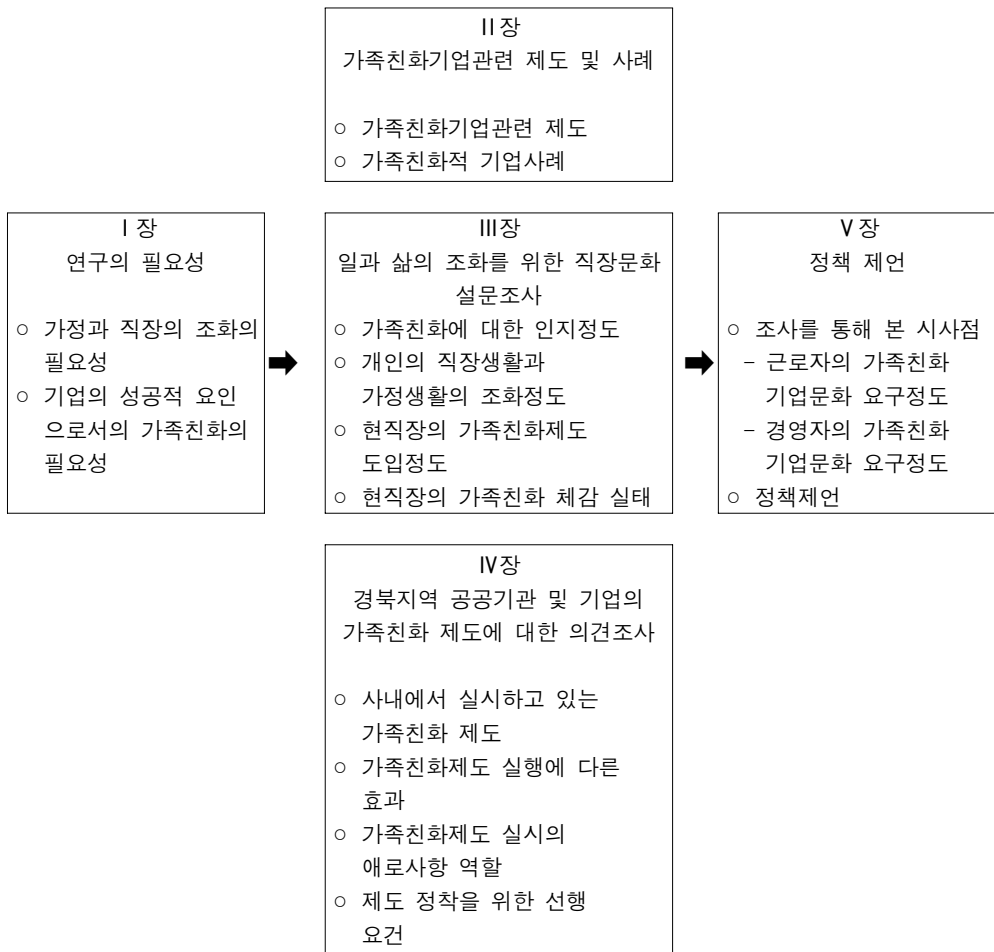 II장
가족친화기업관련 제도 및 사례
○ 가족친화기업관련 제도
○ 가족친화적 기업사례
I 장
연구의 필요성
○ 가정과 직장의 조화의
필요성
○ 기업의 성공적 요인
으로서의 가족친화의
필요성
III장
일과 삶의 조화를 위한 직장문화
설문조사
○ 가족친화에 대한 인지정도
○ 개인의 직장생활과
가정생활의 조화정도
○ 현직장의 가족친화제도
도입정도
○ 현직장의 가족친화 체감 실태
V 장
정책 제언
○ 조사를 통해 본 시사점
- 근로자의 가족친화
기업문화 요구정도
- 경영자의 가족친화
기업문화 요구정도
○ 정책제언
IV장
경북지역 공공기관 및 기업의
가족친화 제도에 대한 의견조사
○ 사내에서 실시하고 있는
가족친화 제도
○ 가족친화제도 실행에 다른
효과
○ 가족친화제도 실시의
애로사항 역할
○ 제도 정착을 위한 선행
요건